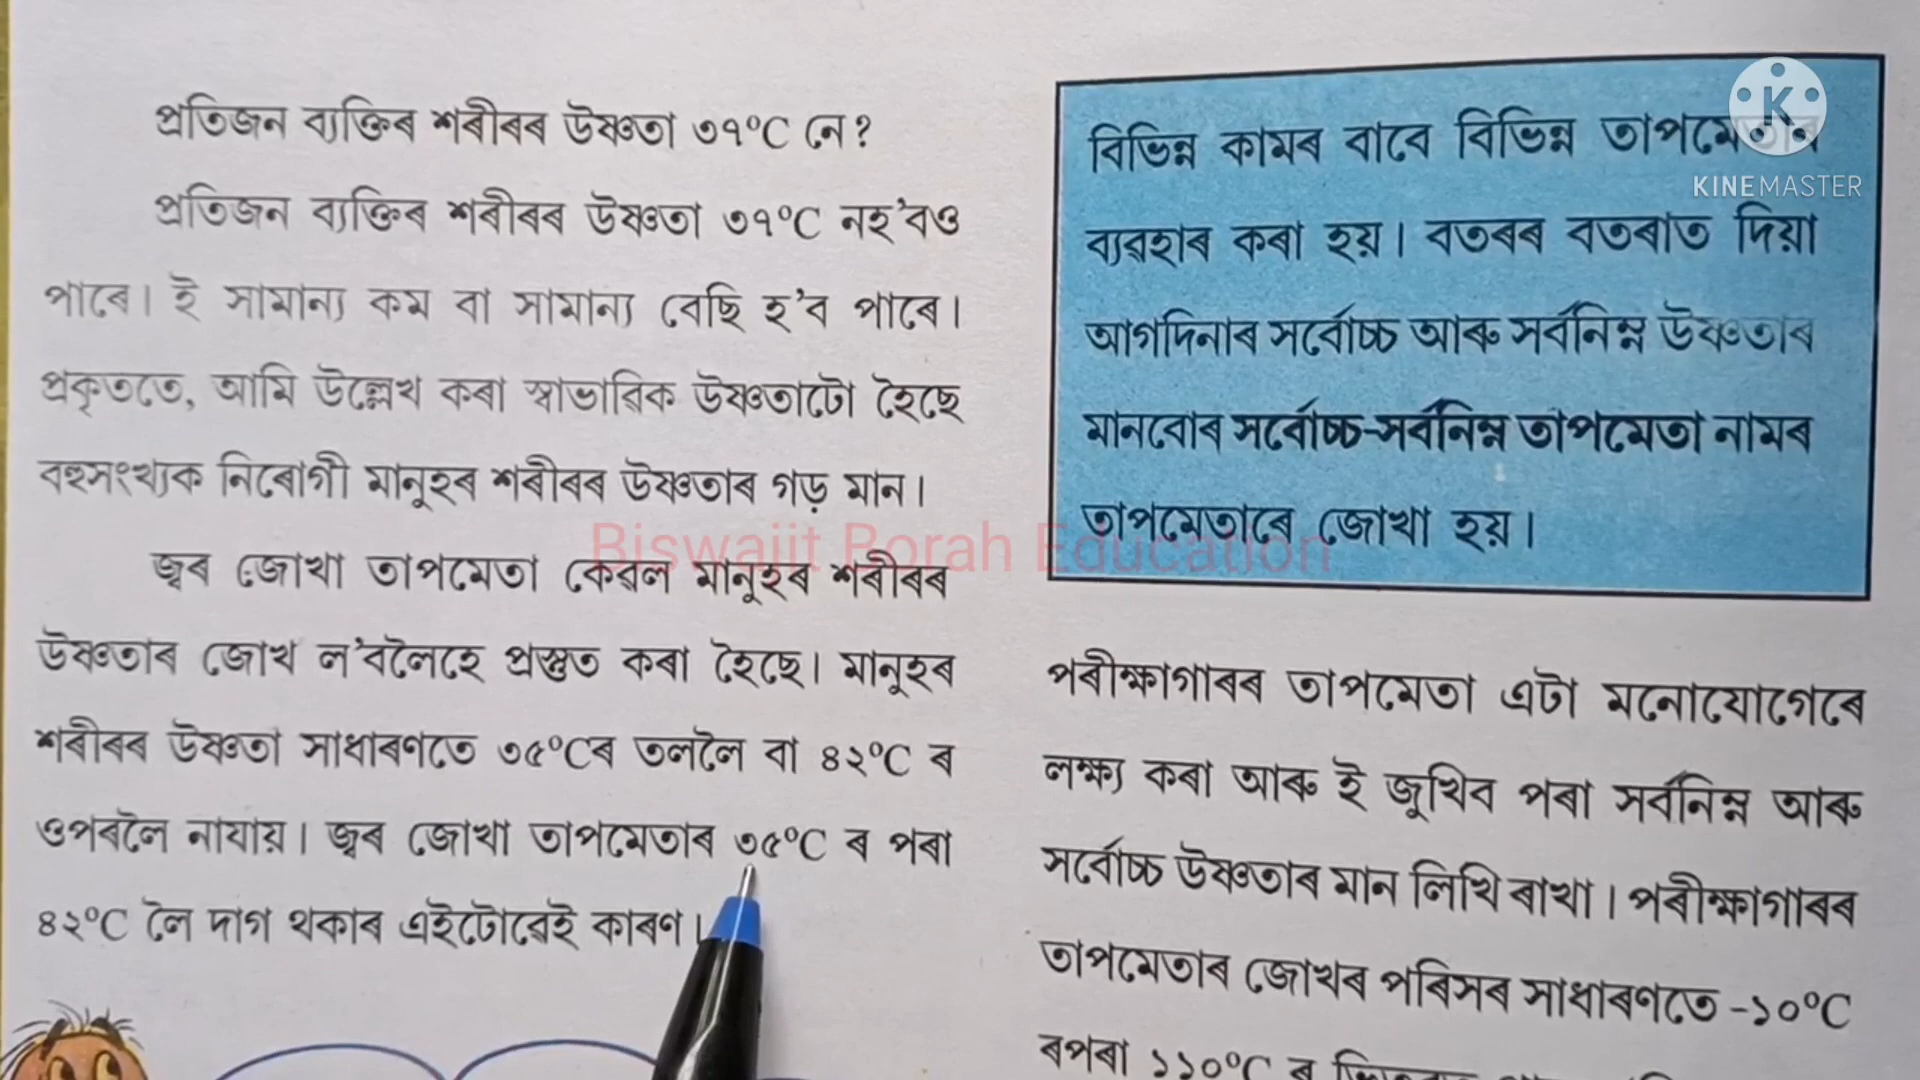 প্ৰতিজন ব্যক্তিৰ শৰীৰৰ উষ্ণতা ৩৭°C নে?
প্ৰতিজন ব্যক্তিৰ শৰীৰৰ উষ্ণতা ৩৭°C নহ'বও
পাৰে। ই সামান্য কম বা সামান্য বেছি হ'ব পাৰে।
প্ৰকৃততে, আমি উল্লেখ কৰা স্বাভাৱিক উষ্ণতাটো হৈছে
বহুসংখ্যক নিৰোগী মানুহৰ শৰীৰৰ উষ্ণতাৰ গড় মান।
জ্বৰ জোখা তাপমেতা কেৱল মানুহৰ শৰীৰৰ
উষ্ণতাৰ জোখ ল'বলৈহে প্ৰস্তুত কৰা হৈছে। মানুহৰ
শৰীৰৰ উষ্ণতা সাধাৰণতে ৩৫°Cৰ তললৈ বা ৪২°C ৰ
ওপৰলৈ নাযায়। জ্বৰ জোখা তাপমেতাৰ ৩৫°C ৰ পৰা
৪২°C লৈ দাগ থকাৰ এইটোৱেই কাৰণ।
বিভিন্ন কামৰ বাবে বিভিন্ন তাপমেতাৰ
ব্যৱহাৰ কৰা হয়। বতৰৰ বতৰাত দিয়া
আগদিনাৰ সৰ্বোচ্চ আৰু সৰ্বনিম্ন উষ্ণতাৰ
মানবোৰ সৰ্বোচ্চ-সৰ্বনিম্ন তাপমেতা নামৰ
তাপমেতাৰে জোখা হয়।
পৰীক্ষাগাৰৰ তাপমেতা এটা মনোযোগেৰে
লক্ষ্য কৰা আৰু ই জুখিব পৰা সৰ্বনিম্ন আৰু
সৰ্বোচ্চ উষ্ণতাৰ মান লিখি ৰাখা। পৰীক্ষাগাৰৰ
তাপমেতাৰ জোখৰ পৰিসৰ সাধাৰণতে -১০°C
ৰপৰা ১১০°C ৰ
K
KINEMASTER
Biswajit Borah Education